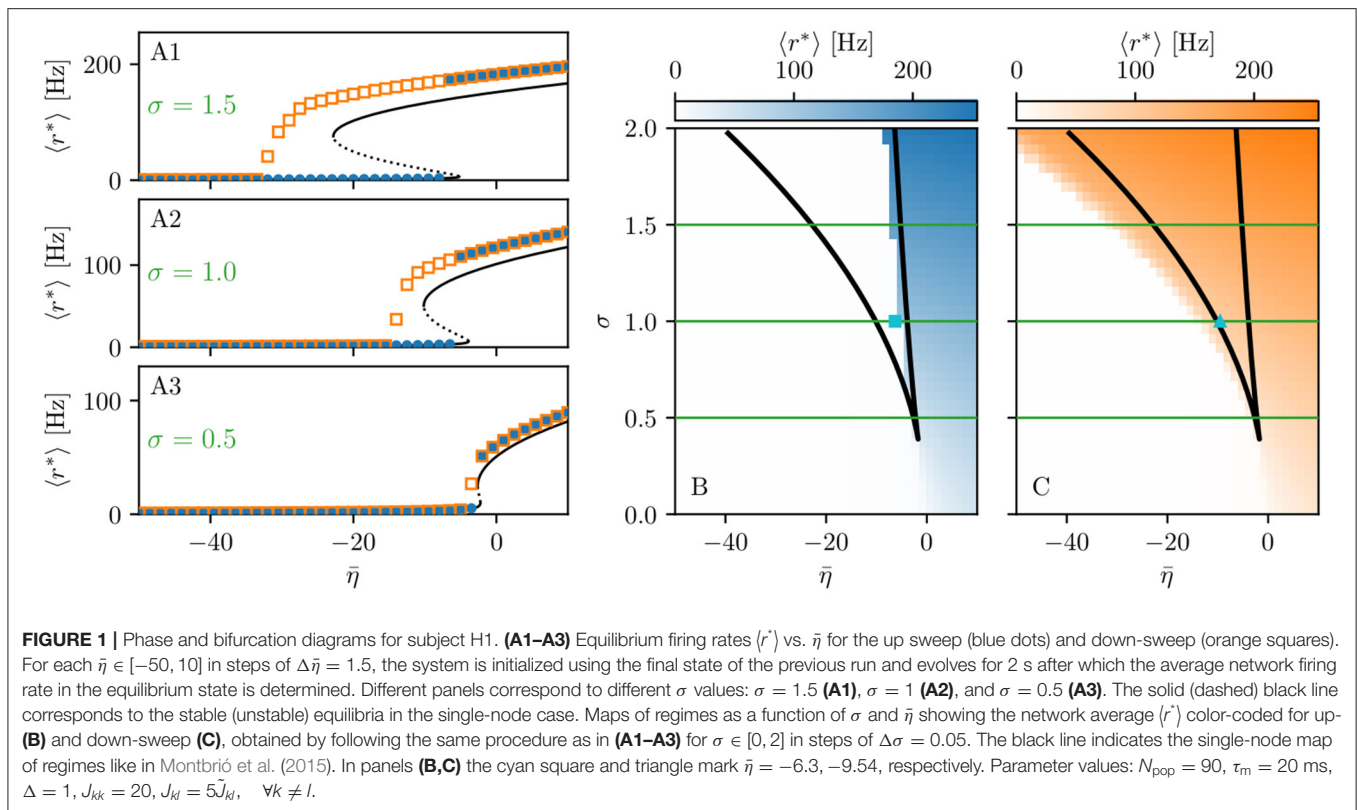 A1
σ = 1.5
⟨r*⟩ [Hz]
200
0
−40
−20
0
A2
σ = 1.0
⟨r*⟩ [Hz]
100
0
A3
σ = 0.5
⟨r*⟩ [Hz]
100
0
−40
−20
0
η̄
⟨r*⟩ [Hz]
0
100
200
σ
2.0
1.5
1.0
0.5
0.0
B
−40
−20
0
η̄
⟨r*⟩ [Hz]
0
100
200
C
−40
−20
0
η̄
FIGURE 1 | Phase and bifurcation diagrams for subject H1. (A1–A3) Equilibrium firing rates ⟨r*⟩ vs. η̄ for the up sweep (blue dots) and down-sweep (orange squares).
For each η̄ ∈ [−50, 10] in steps of Δη̄ = 1.5, the system is initialized using the final state of the previous run and evolves for 2 s after which the average network firing
rate in the equilibrium state is determined. Different panels correspond to different σ values: σ = 1.5 (A1), σ = 1 (A2), and σ = 0.5 (A3). The solid (dashed) black line
corresponds to the stable (unstable) equilibria in the single-node case. Maps of regimes as a function of σ and η̄ showing the network average ⟨r*⟩ color-coded for up-
(B) and down-sweep (C), obtained by following the same procedure as in (A1–A3) for σ ∈ [0, 2] in steps of Δσ = 0.05. The black line indicates the single-node map
of regimes like in Montbrió et al. (2015). In panels (B,C) the cyan square and triangle mark η̄ = −6.3, −9.54, respectively. Parameter values: N_pop = 90, τ_m = 20 ms,
Δ = 1, J_kk = 20, J_kl = 5J̃_kl, ∀k ≠ l.